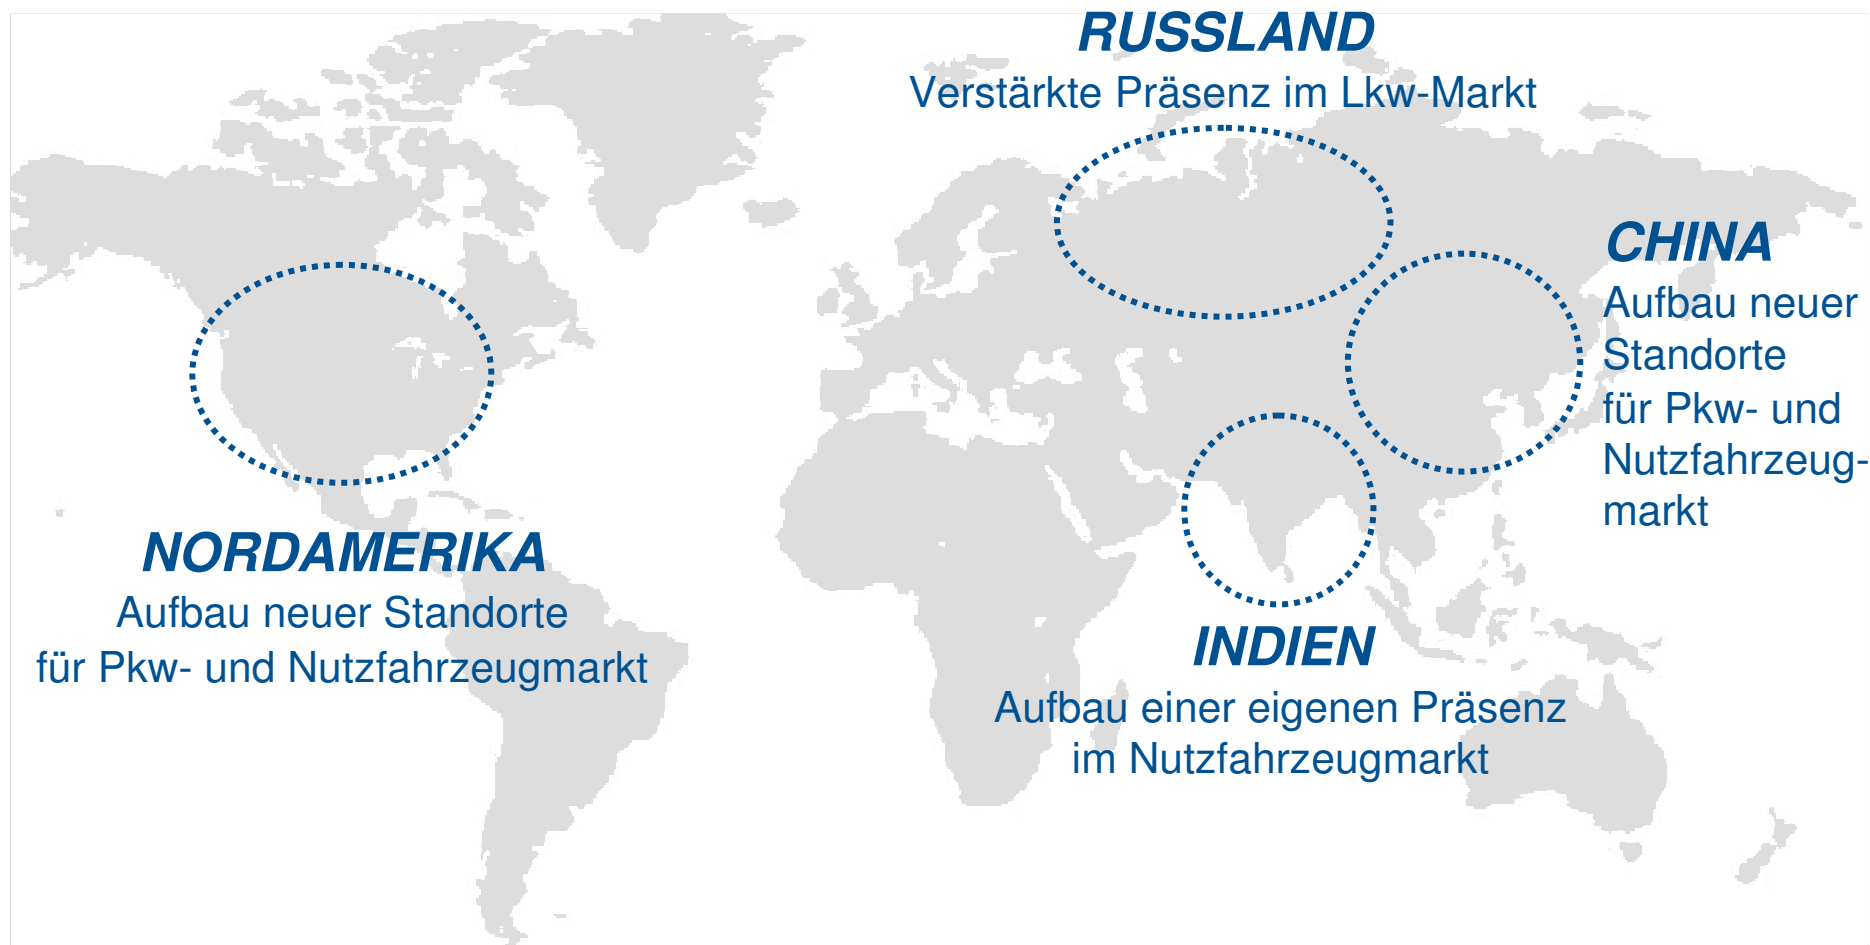 RUSSLAND
Verstärkte Präsenz im Lkw-Markt
CHINA
Aufbau neuer
Standorte
für Pkw- und
Nutzfahrzeug-
markt
NORDAMERIKA
Aufbau neuer Standorte
für Pkw- und Nutzfahrzeugmarkt
INDIEN
Aufbau einer eigenen Präsenz
im Nutzfahrzeugmarkt